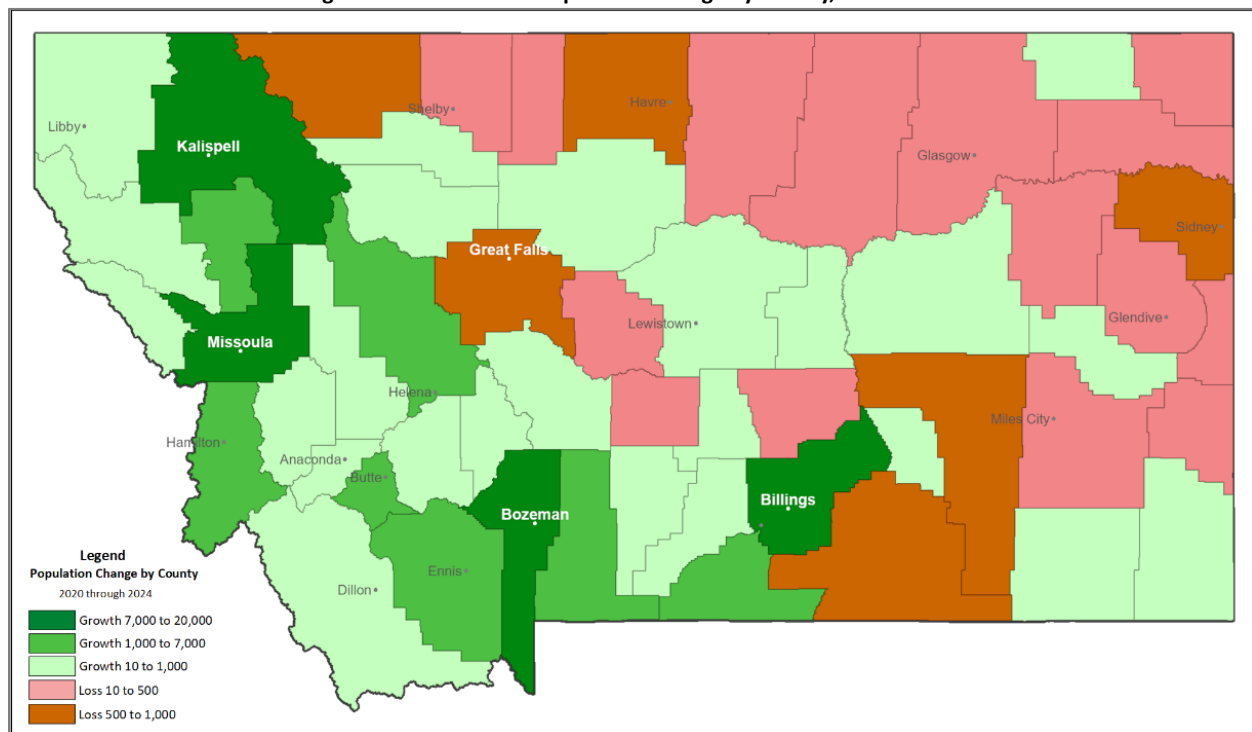 Shelby
Havre
Libby
Kalispell
Glasgow
Sidney
Great Falls
Glendive
Lewistown
Missoula
Helena
Miles City
Hamilton
Anaconda
Butte
Billings
Bozeman
Ennis
Dillon
Legend
Population Change by County
2020 through 2024
Growth 7,000 to 20,000
Growth 1,000 to 7,000
Growth 10 to 1,000
Loss 10 to 500
Loss 500 to 1,000